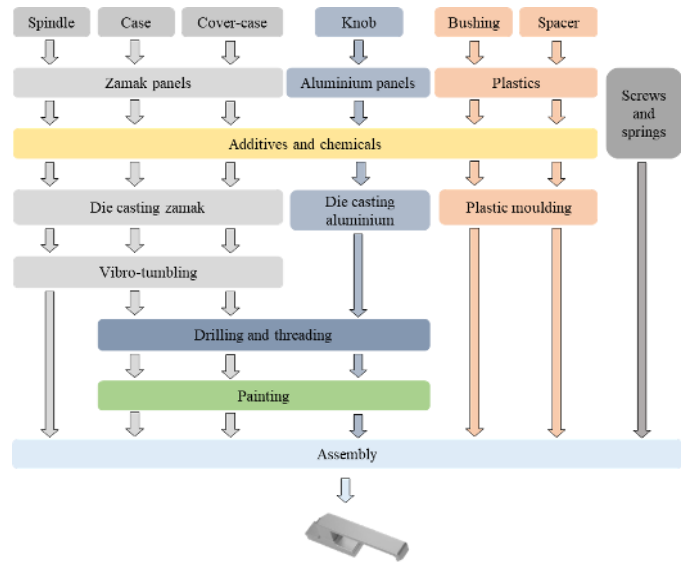 Spindle
Case
Cover-case
Knob
Bushing
Spacer
Zamak panels
Aluminium panels
Plastics
Screws
and
springs
Additives and chemicals
Die casting zamak
Die casting
aluminium
Plastic moulding
Vibro-tumbling
Drilling and threading
Painting
Assembly